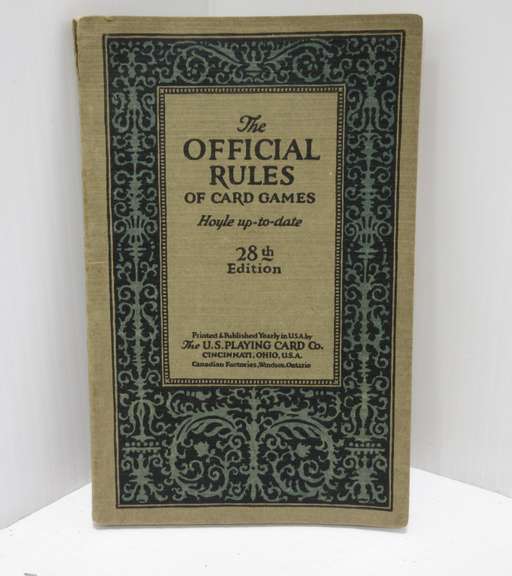 The
OFFICIAL
RULES
OF CARD GAMES
Hoyle up-to-date
28th
Edition
Printed & Published Yearly in U.S.A. by
The U.S. PLAYING CARD Co.
CINCINNATI, OHIO, U.S.A.
Canadian Factories, Windsor, Ontario